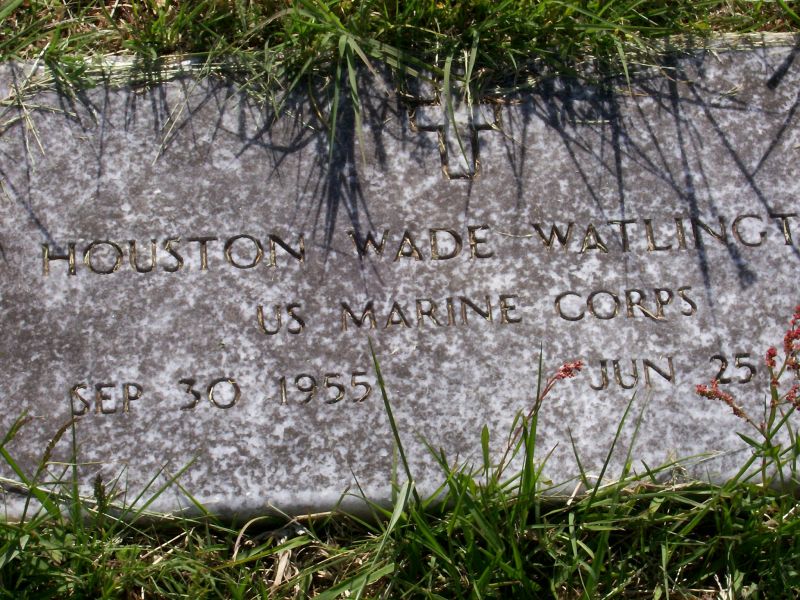 HOUSTON WADE WATLINGT
US MARINE CORPS
SEP 30 1955 JUN 25